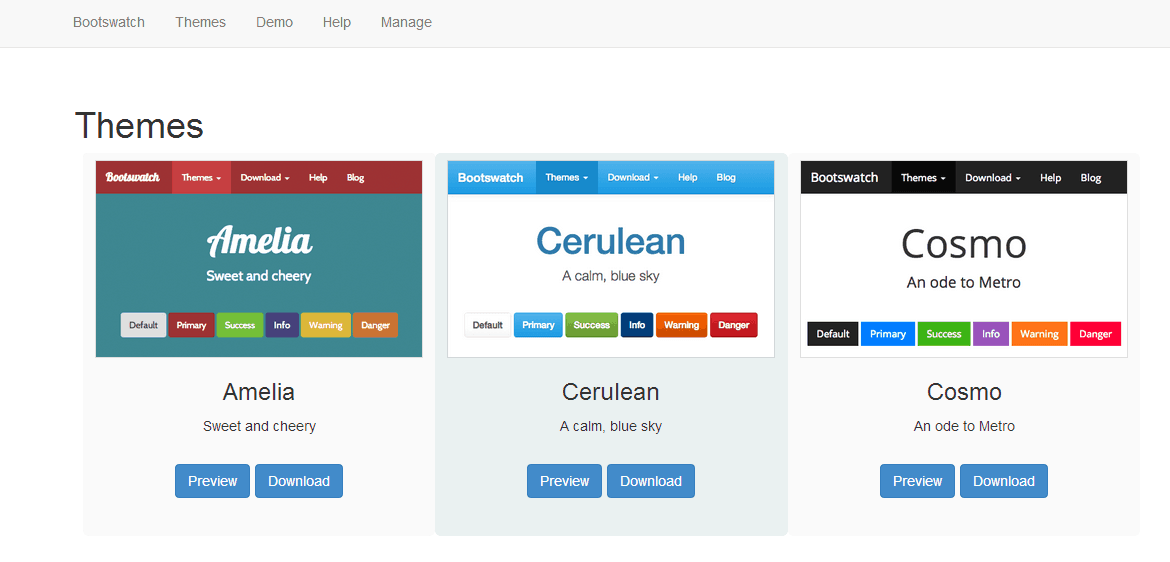 Bootswatch Themes Demo Help Manage
Themes
Bootswatch Themes Download Help Blog
Amelia
Sweet and cheery
Default Primary Success Info Warning Danger
Amelia
Sweet and cheery
Preview Download
Bootswatch Themes Download Help Blog
Cerulean
A calm, blue sky
Default Primary Success Info Warning Danger
Cerulean
A calm, blue sky
Preview Download
Bootswatch Themes Download Help Blog
Cosmo
An ode to Metro
Default Primary Success Info Warning Danger
Cosmo
An ode to Metro
Preview Download